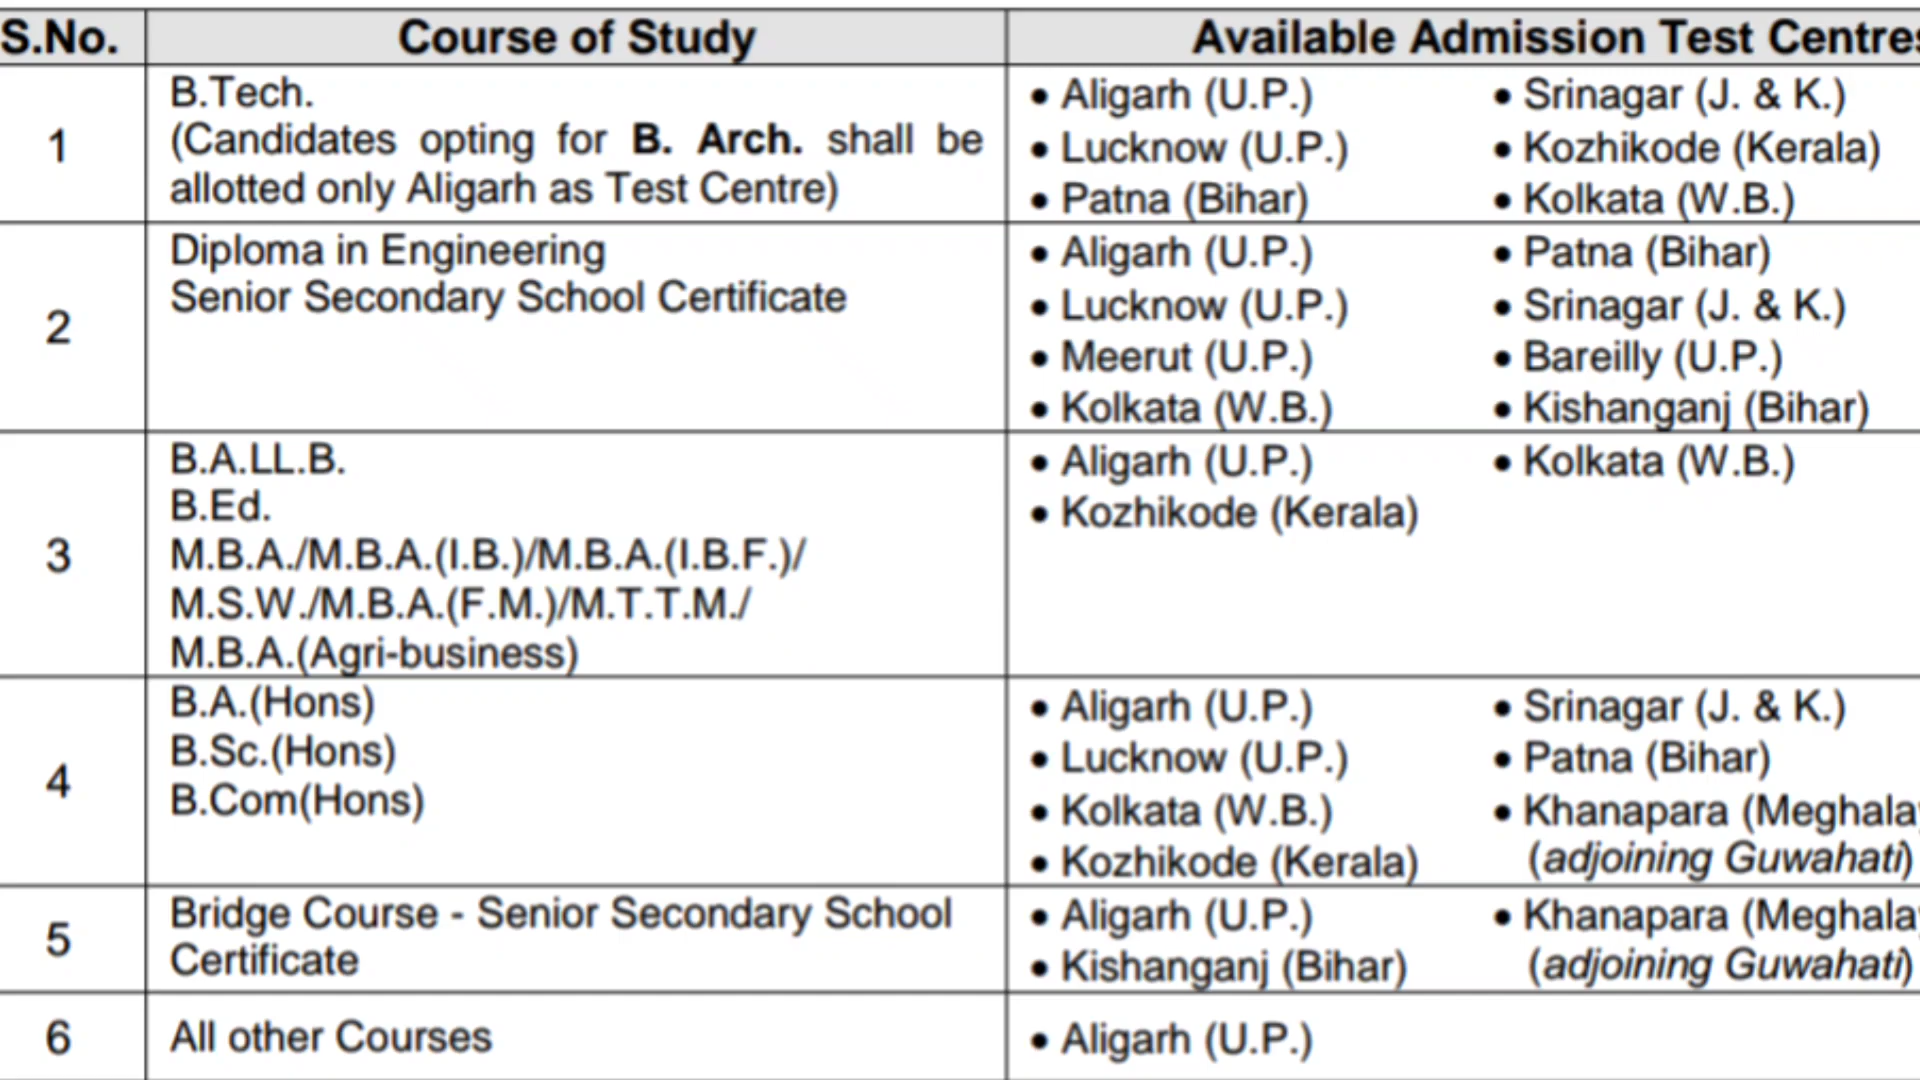 S.No. Course of Study Available Admission Test Centres
1
B.Tech.
(Candidates opting for B. Arch. shall be
allotted only Aligarh as Test Centre)
• Aligarh (U.P.) • Srinagar (J. & K.)
• Lucknow (U.P.) • Kozhikode (Kerala)
• Patna (Bihar) • Kolkata (W.B.)
2
Diploma in Engineering
Senior Secondary School Certificate
• Aligarh (U.P.) • Patna (Bihar)
• Lucknow (U.P.) • Srinagar (J. & K.)
• Meerut (U.P.) • Bareilly (U.P.)
• Kolkata (W.B.) • Kishanganj (Bihar)
3
B.A.LL.B.
B.Ed.
M.B.A./M.B.A.(I.B.)/M.B.A.(I.B.F.)/
M.S.W./M.B.A.(F.M.)/M.T.T.M./
M.B.A.(Agri-business)
• Aligarh (U.P.) • Kolkata (W.B.)
• Kozhikode (Kerala)
4
B.A.(Hons)
B.Sc.(Hons)
B.Com(Hons)
• Aligarh (U.P.) • Srinagar (J. & K.)
• Lucknow (U.P.) • Patna (Bihar)
• Kolkata (W.B.) • Khanapara (Meghalay
• Kozhikode (Kerala) (adjoining Guwahati)
5
Bridge Course - Senior Secondary School
Certificate
• Aligarh (U.P.) • Khanapara (Meghalay
• Kishanganj (Bihar) (adjoining Guwahati)
6
All other Courses
• Aligarh (U.P.)